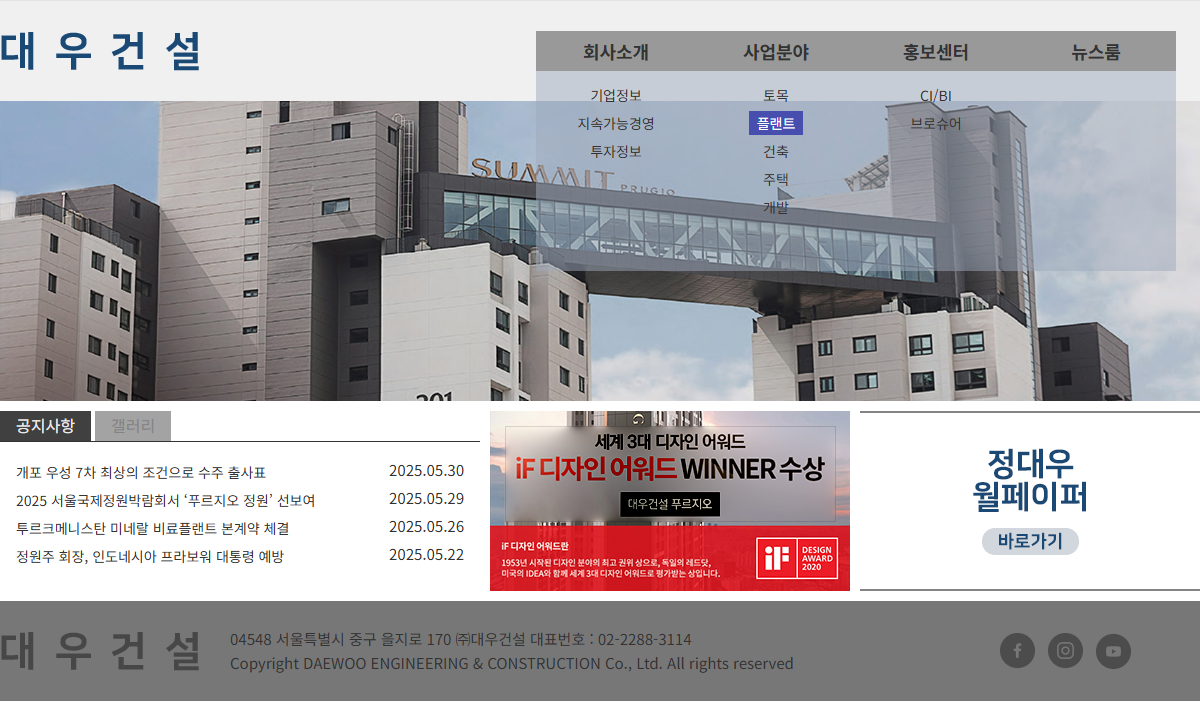 대우건설
회사소개 사업분야 홍보센터 뉴스룸
기업정보 토목 CI/BI
지속가능경영 플랜트 브로슈어
투자정보 건축
주택
개발
SUMMIT PRUGIO
201
공지사항 갤러리
개포 우성 7차 최상의 조건으로 수주 출사표 2025.05.30
2025 서울국제정원박람회서 ‘푸르지오 정원’ 선보여 2025.05.29
투르크메니스탄 미네랄 비료플랜트 본계약 체결 2025.05.26
정원주 회장, 인도네시아 프라보워 대통령 예방 2025.05.22
세계 3대 디자인 어워드
iF 디자인 어워드 WINNER 수상
대우건설 푸르지오
iF 디자인 어워드란
1953년 시작된 디자인 분야의 최고 권위 상으로, 독일의 레드닷,
미국의 IDEA와 함께 세계 3대 디자인 어워드로 평가받는 상입니다.
iF
DESIGN
AWARD
2020
정대우
월페이퍼
바로가기
대우건설
04548 서울특별시 중구 을지로 170 ㈜대우건설 대표번호 : 02-2288-3114
Copyright DAEWOO ENGINEERING & CONSTRUCTION Co., Ltd. All rights reserved